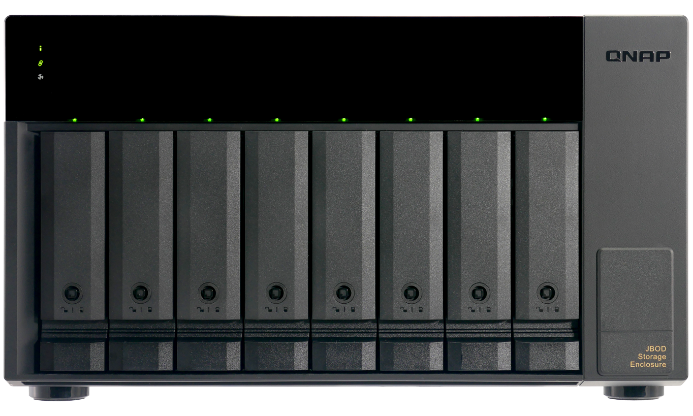 QNAP
JBOD
Storage
Enclosure